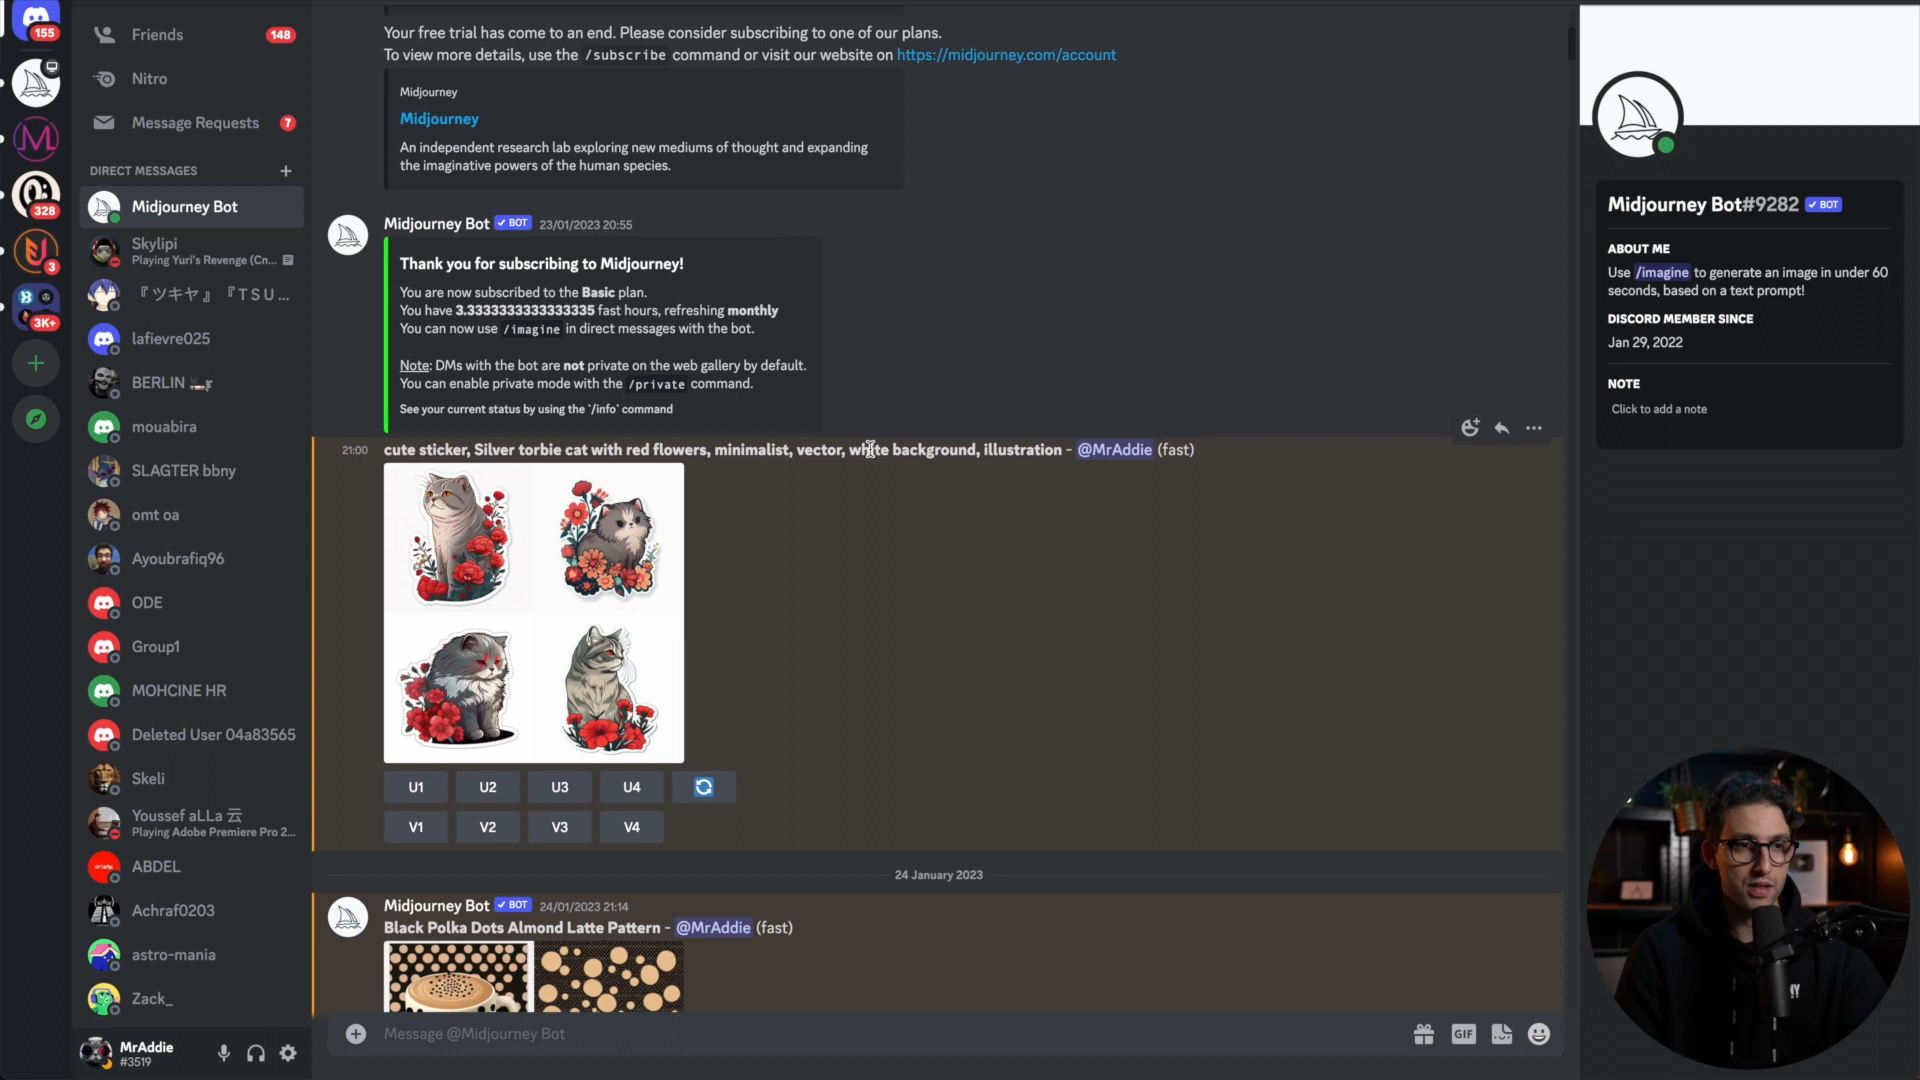 155
328
3
3K+
Friends
148
Nitro
Message Requests
7
DIRECT MESSAGES
Midjourney Bot
Skylipi
Playing Yuri's Revenge (Cn...
『ツキヤ』『T S U ...
lafievre025
BERLIN
mouabira
SLAGTER bbny
omt oa
Ayoubrafiq96
ODE
Group1
MOHCINE HR
Deleted User 04a83565
Skeli
Youssef aLLa 云
Playing Adobe Premiere Pro 2...
ABDEL
Achraf0203
astro-mania
Zack_
MrAddie
#3519
Your free trial has come to an end. Please consider subscribing to one of our plans.
To view more details, use the /subscribe command or visit our website on https://midjourney.com/account
Midjourney
Midjourney
An independent research lab exploring new mediums of thought and expanding
the imaginative powers of the human species.
Midjourney Bot BOT 23/01/2023 20:55
Thank you for subscribing to Midjourney!
You are now subscribed to the Basic plan.
You have 3.3333333333333335 fast hours, refreshing monthly
You can now use /imagine in direct messages with the bot.
Note: DMs with the bot are not private on the web gallery by default.
You can enable private mode with the /private command.
See your current status by using the `/info` command
21:00 cute sticker, Silver torbie cat with red flowers, minimalist, vector, white background, illustration - @MrAddie (fast)
U1 U2 U3 U4
V1 V2 V3 V4
24 January 2023
Midjourney Bot BOT 24/01/2023 21:14
Black Polka Dots Almond Latte Pattern - @MrAddie (fast)
Message @Midjourney Bot
GIF
Midjourney Bot#9282 BOT
ABOUT ME
Use /imagine to generate an image in under 60
seconds, based on a text prompt!
DISCORD MEMBER SINCE
Jan 29, 2022
NOTE
Click to add a note